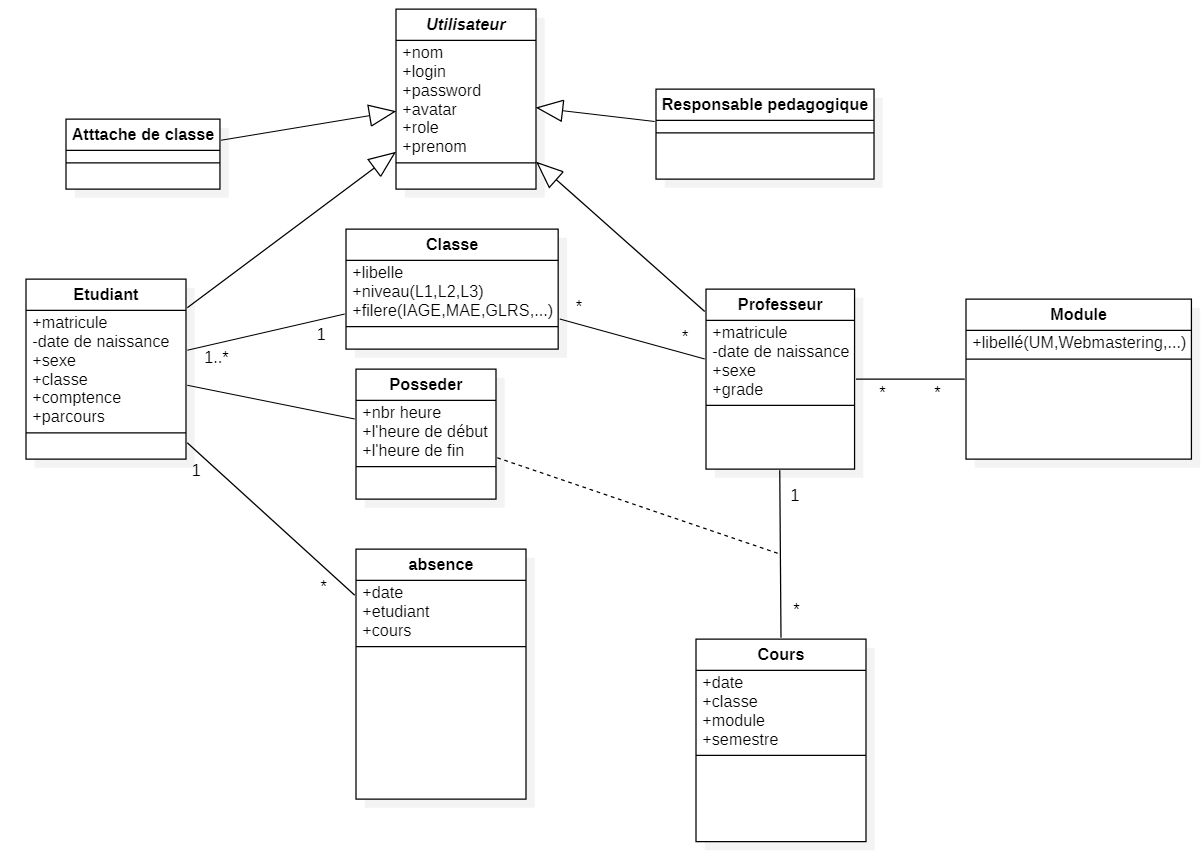 Utilisateur
+nom
+login
+password
+avatar
+role
+prenom
Responsable pedagogique
Atttache de classe
Classe
+libelle
+niveau(L1,L2,L3)
+filere(IAGE,MAE,GLRS,...)
Etudiant
+matricule
-date de naissance
+sexe
+classe
+comptence
+parcours
1..*
1
*
*
Professeur
+matricule
-date de naissance
+sexe
+grade
*
*
Module
+libellé(UM,Webmastering,...)
Posseder
+nbr heure
+l'heure de début
+l'heure de fin
1
*
1
*
absence
+date
+etudiant
+cours
Cours
+date
+classe
+module
+semestre